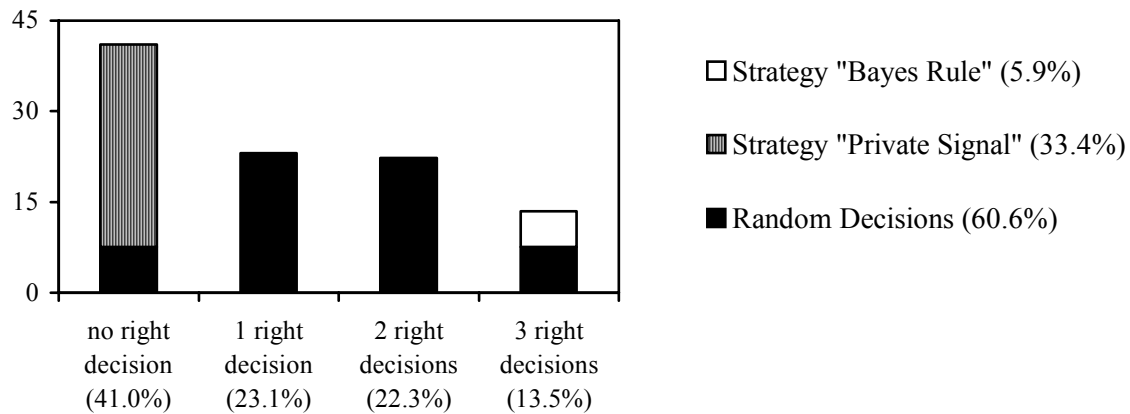 45
30
15
0
no right
decision
(41.0%)
1 right
decision
(23.1%)
2 right
decisions
(22.3%)
3 right
decisions
(13.5%)
Strategy "Bayes Rule" (5.9%)
Strategy "Private Signal" (33.4%)
Random Decisions (60.6%)